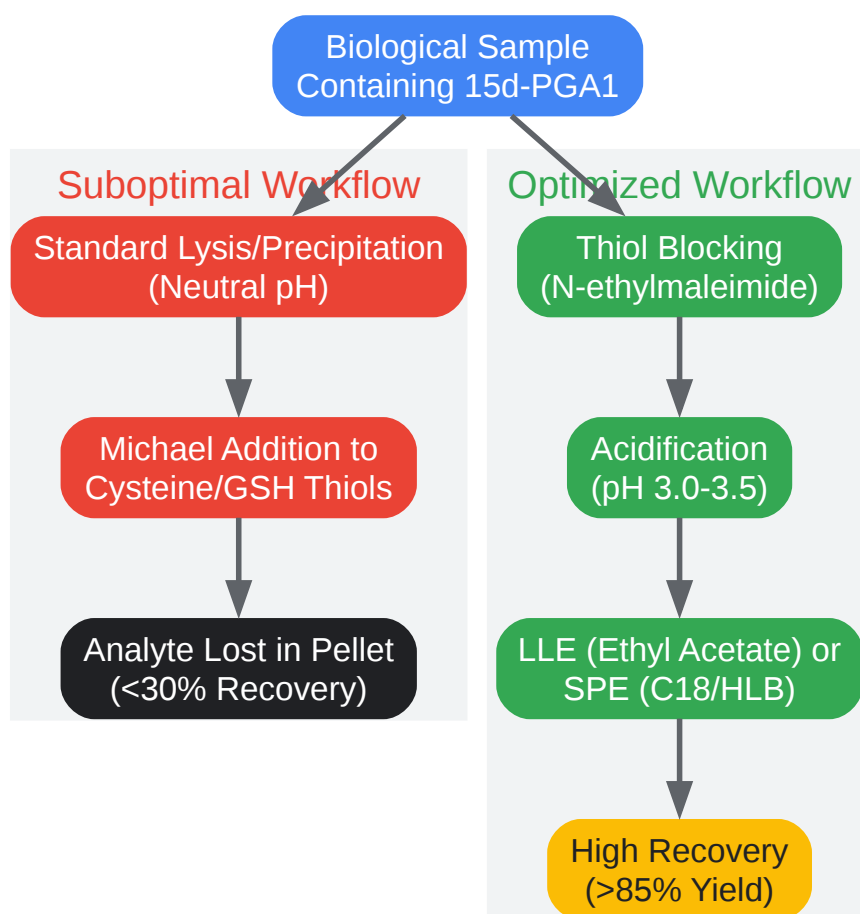 Biological Sample
Containing 15d-PGA1
Suboptimal Workflow
Standard Lysis/Precipitation
(Neutral pH)
Michael Addition to
Cysteine/GSH Thiols
Analyte Lost in Pellet
(<30% Recovery)
Optimized Workflow
Thiol Blocking
(N-ethylmaleimide)
Acidification
(pH 3.0-3.5)
LLE (Ethyl Acetate) or
SPE (C18/HLB)
High Recovery
(>85% Yield)